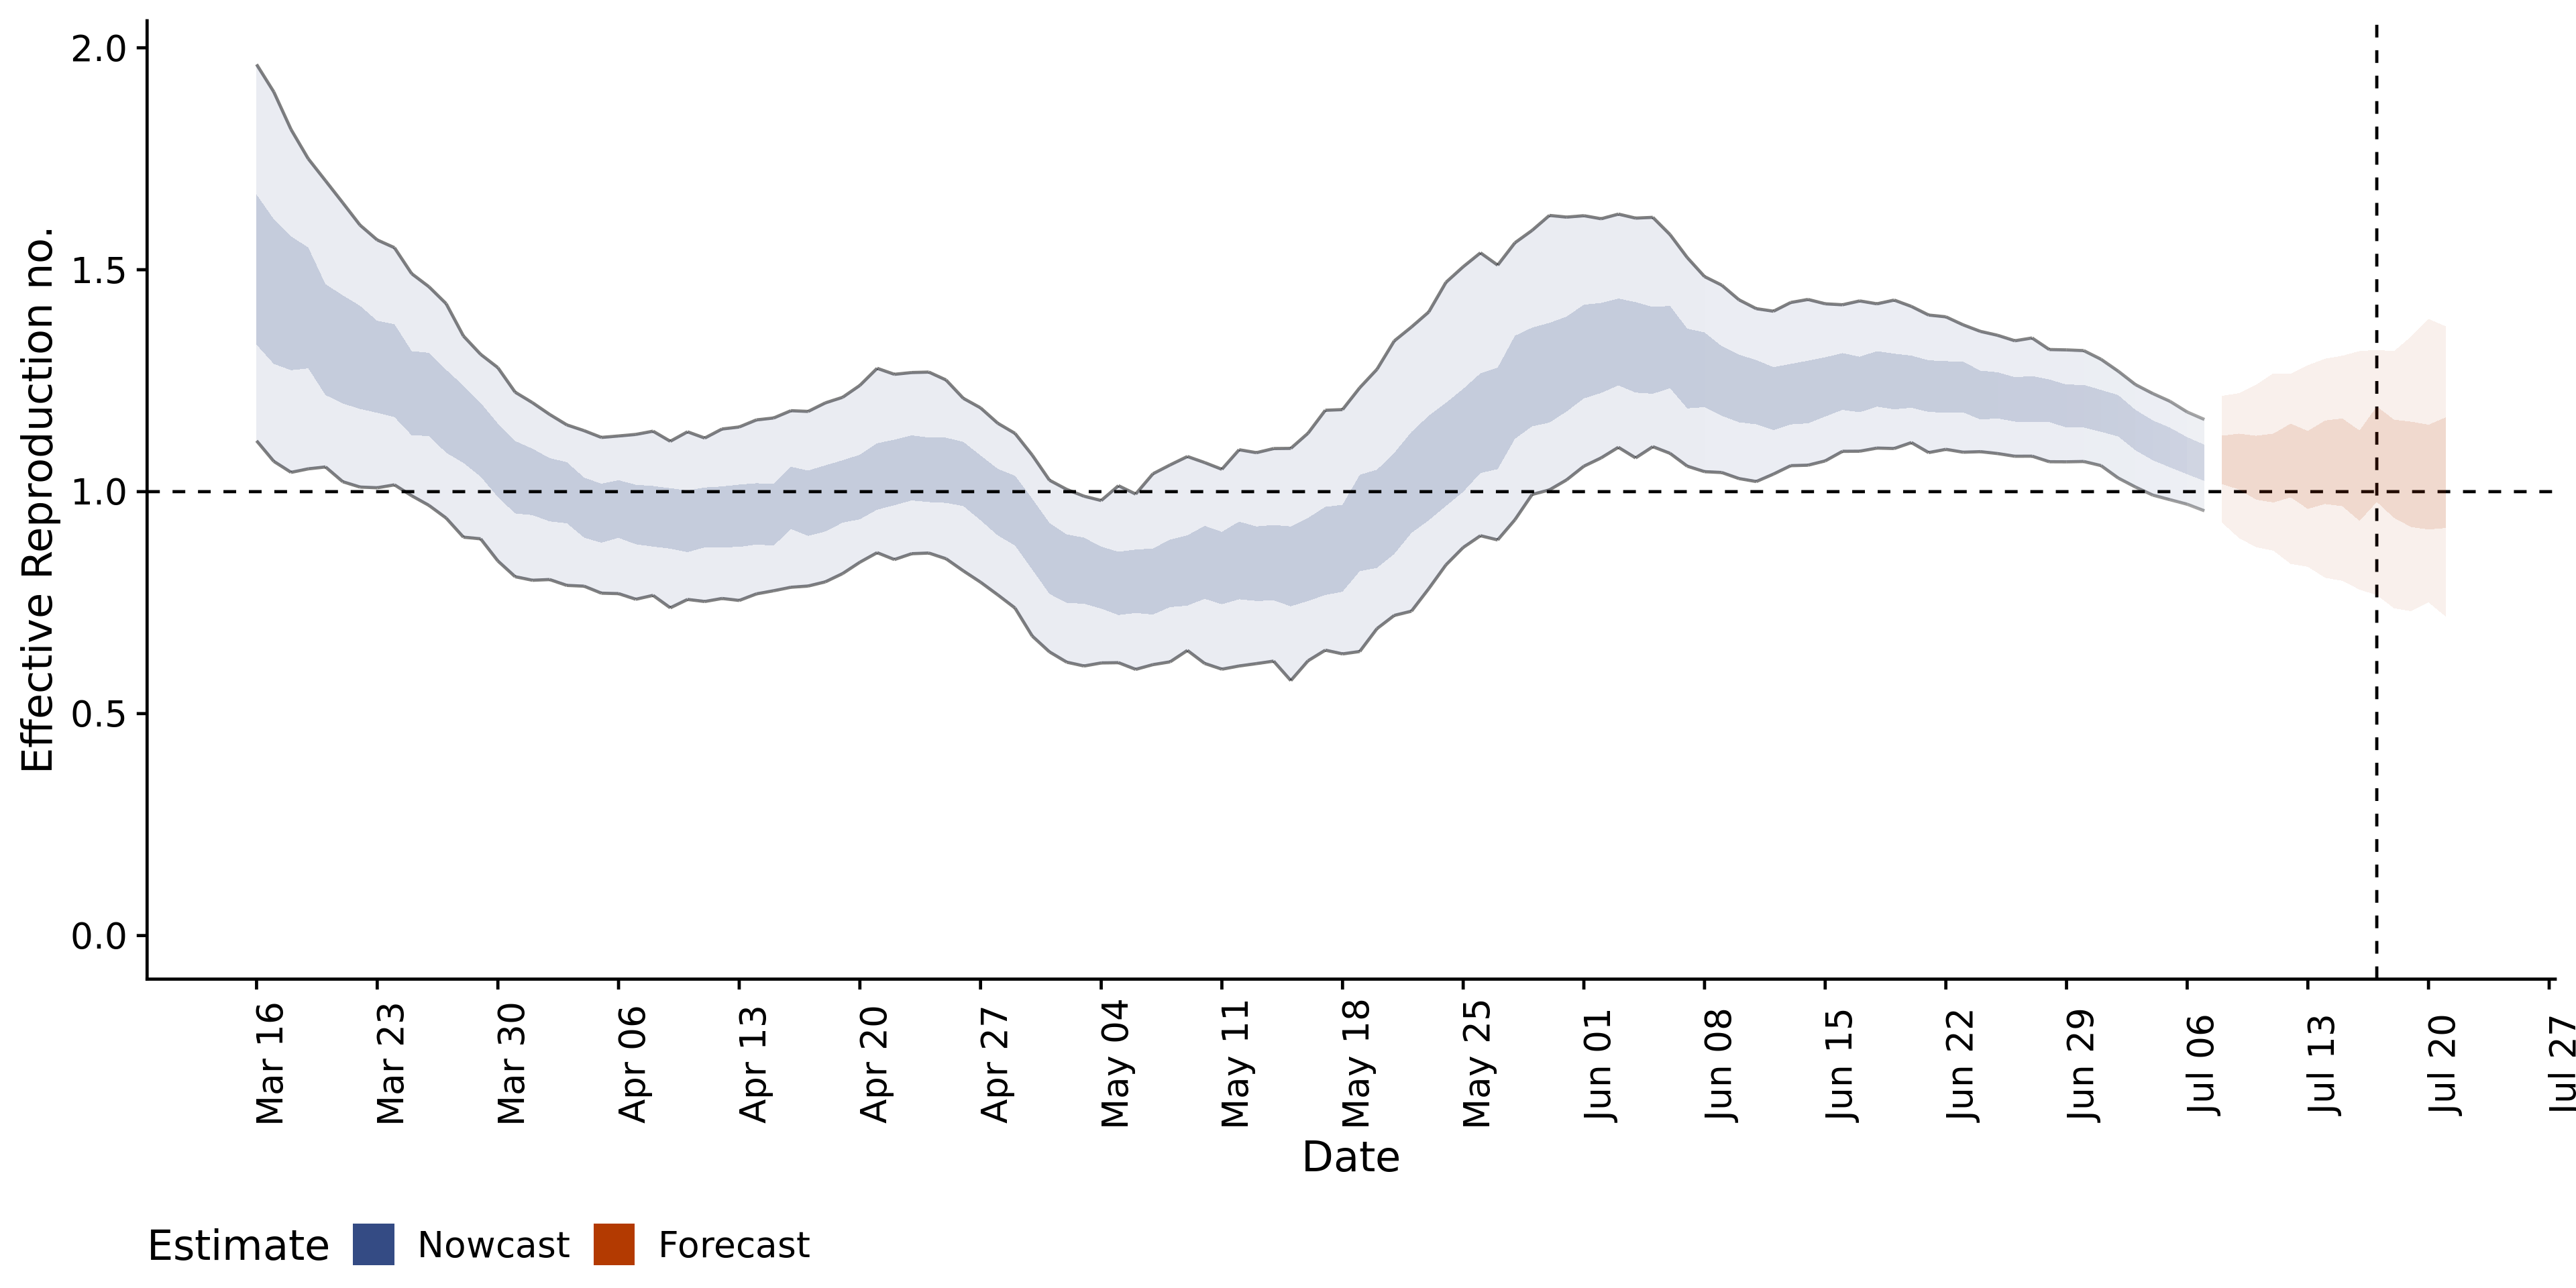 Effective Reproduction no.
2.0
1.5
1.0
0.5
0.0
Mar 16
Mar 23
Mar 30
Apr 06
Apr 13
Apr 20
Apr 27
May 04
May 11
May 18
May 25
Jun 01
Jun 08
Jun 15
Jun 22
Jun 29
Jul 06
Jul 13
Jul 20
Jul 27
Date
Estimate Nowcast Forecast